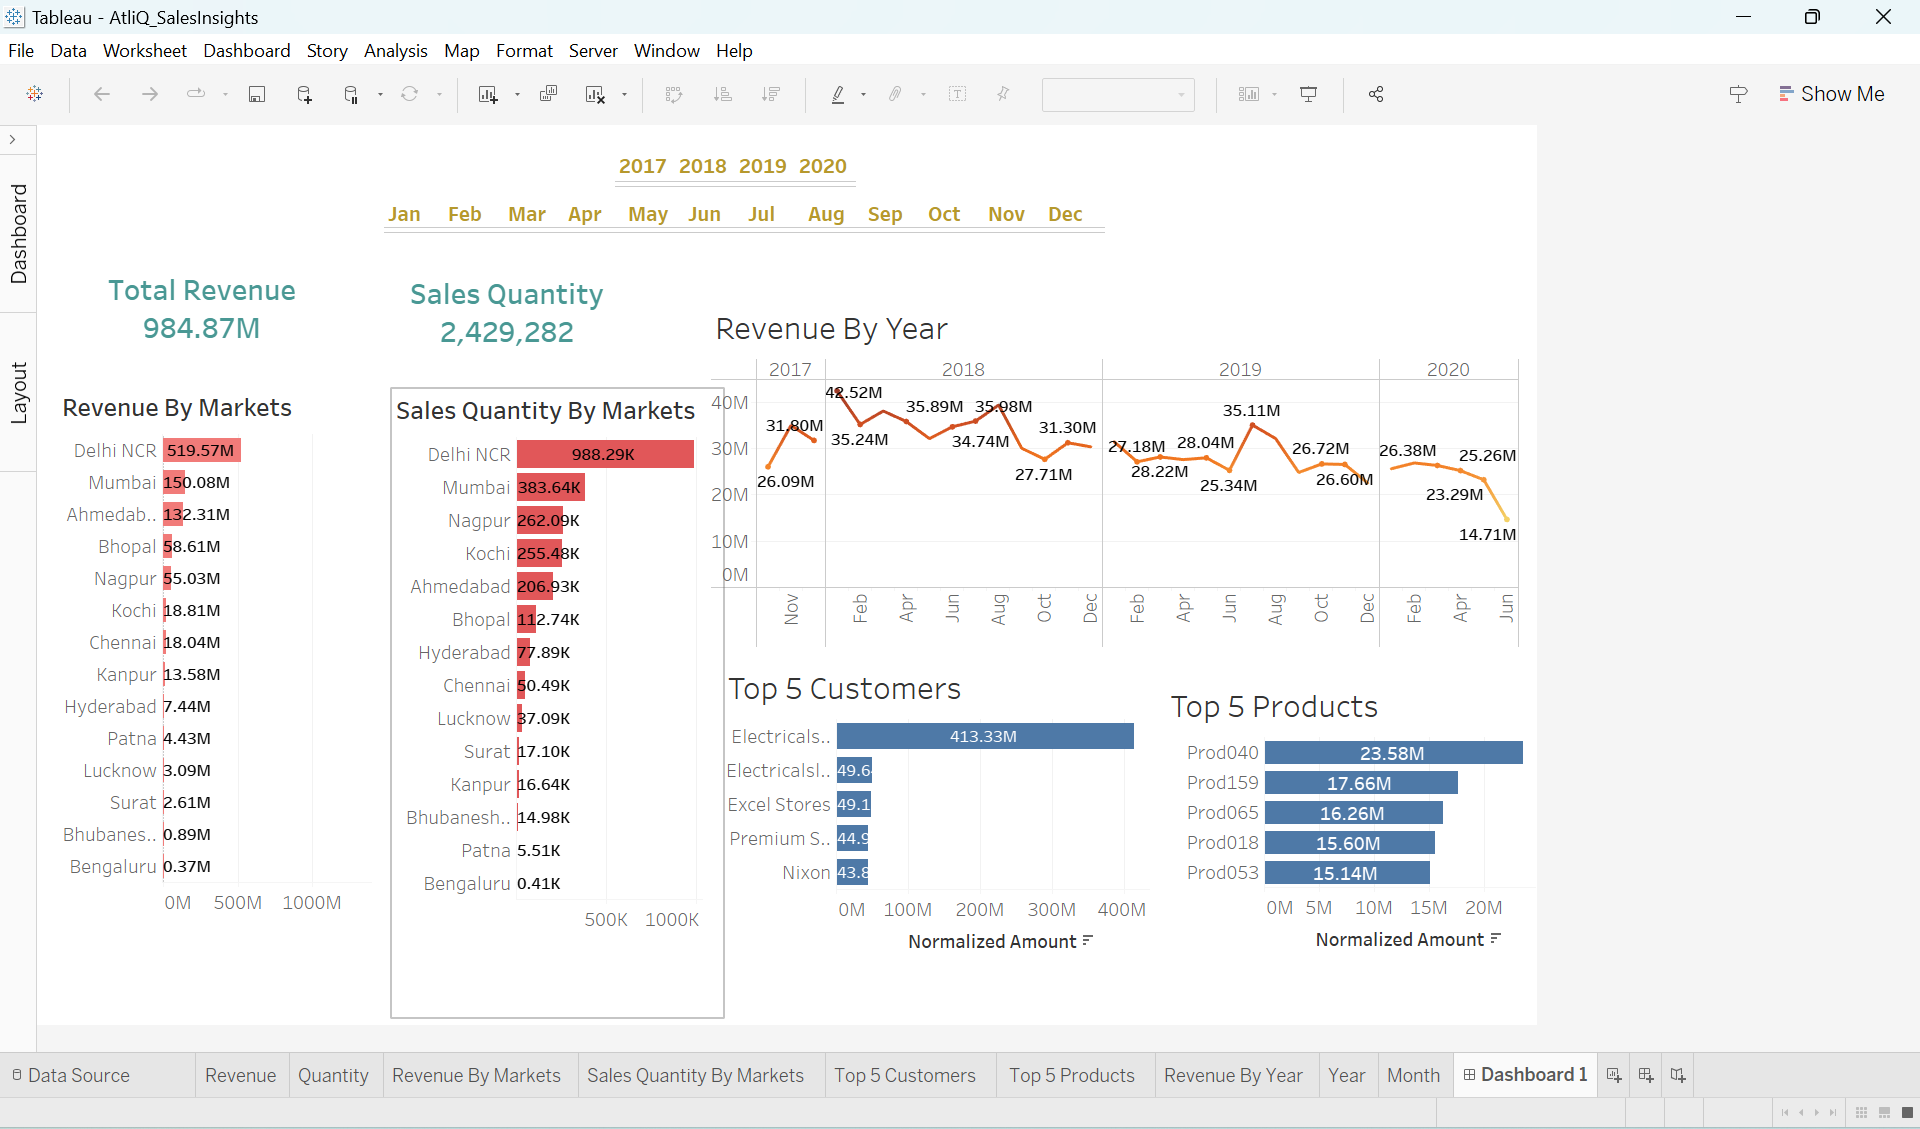 Tableau - AtliQ_SalesInsights
File Data Worksheet Dashboard Story Analysis Map Format Server Window Help
Show Me
Dashboard
Layout
2017 2018 2019 2020
Jan Feb Mar Apr May Jun Jul Aug Sep Oct Nov Dec
Total Revenue
984.87M
Sales Quantity
2,429,282
Revenue By Markets
Delhi NCR 519.57M
Mumbai 150.08M
Ahmedab.. 132.31M
Bhopal 58.61M
Nagpur 55.03M
Kochi 18.81M
Chennai 18.04M
Kanpur 13.58M
Hyderabad 7.44M
Patna 4.43M
Lucknow 3.09M
Surat 2.61M
Bhubanes.. 0.89M
Bengaluru 0.37M
0M 500M 1000M
Sales Quantity By Markets
Delhi NCR 988.29K
Mumbai 383.64K
Nagpur 262.09K
Kochi 255.48K
Ahmedabad 206.93K
Bhopal 112.74K
Hyderabad 77.89K
Chennai 50.49K
Lucknow 37.09K
Surat 17.10K
Kanpur 16.64K
Bhubanesh.. 14.98K
Patna 5.51K
Bengaluru 0.41K
500K 1000K
Revenue By Year
2017 2018 2019 2020
40M
30M
20M
10M
0M
26.09M 31.80M 42.52M 35.24M 35.89M 34.74M 35.98M 27.71M 31.30M
27.18M 28.22M 28.04M 25.34M 35.11M 26.72M 26.60M
26.38M 23.29M 25.26M 14.71M
Nov Feb Apr Jun Aug Oct Dec Feb Apr Jun Aug Oct Dec Feb Apr Jun
Top 5 Customers
Electricals.. 413.33M
Electricalsl.. 49.6
Excel Stores 49.1
Premium S.. 44.9
Nixon 43.8
0M 100M 200M 300M 400M
Normalized Amount
Top 5 Products
Prod040 23.58M
Prod159 17.66M
Prod065 16.26M
Prod018 15.60M
Prod053 15.14M
0M 5M 10M 15M 20M
Normalized Amount
Data Source Revenue Quantity Revenue By Markets Sales Quantity By Markets Top 5 Customers Top 5 Products Revenue By Year Year Month Dashboard 1